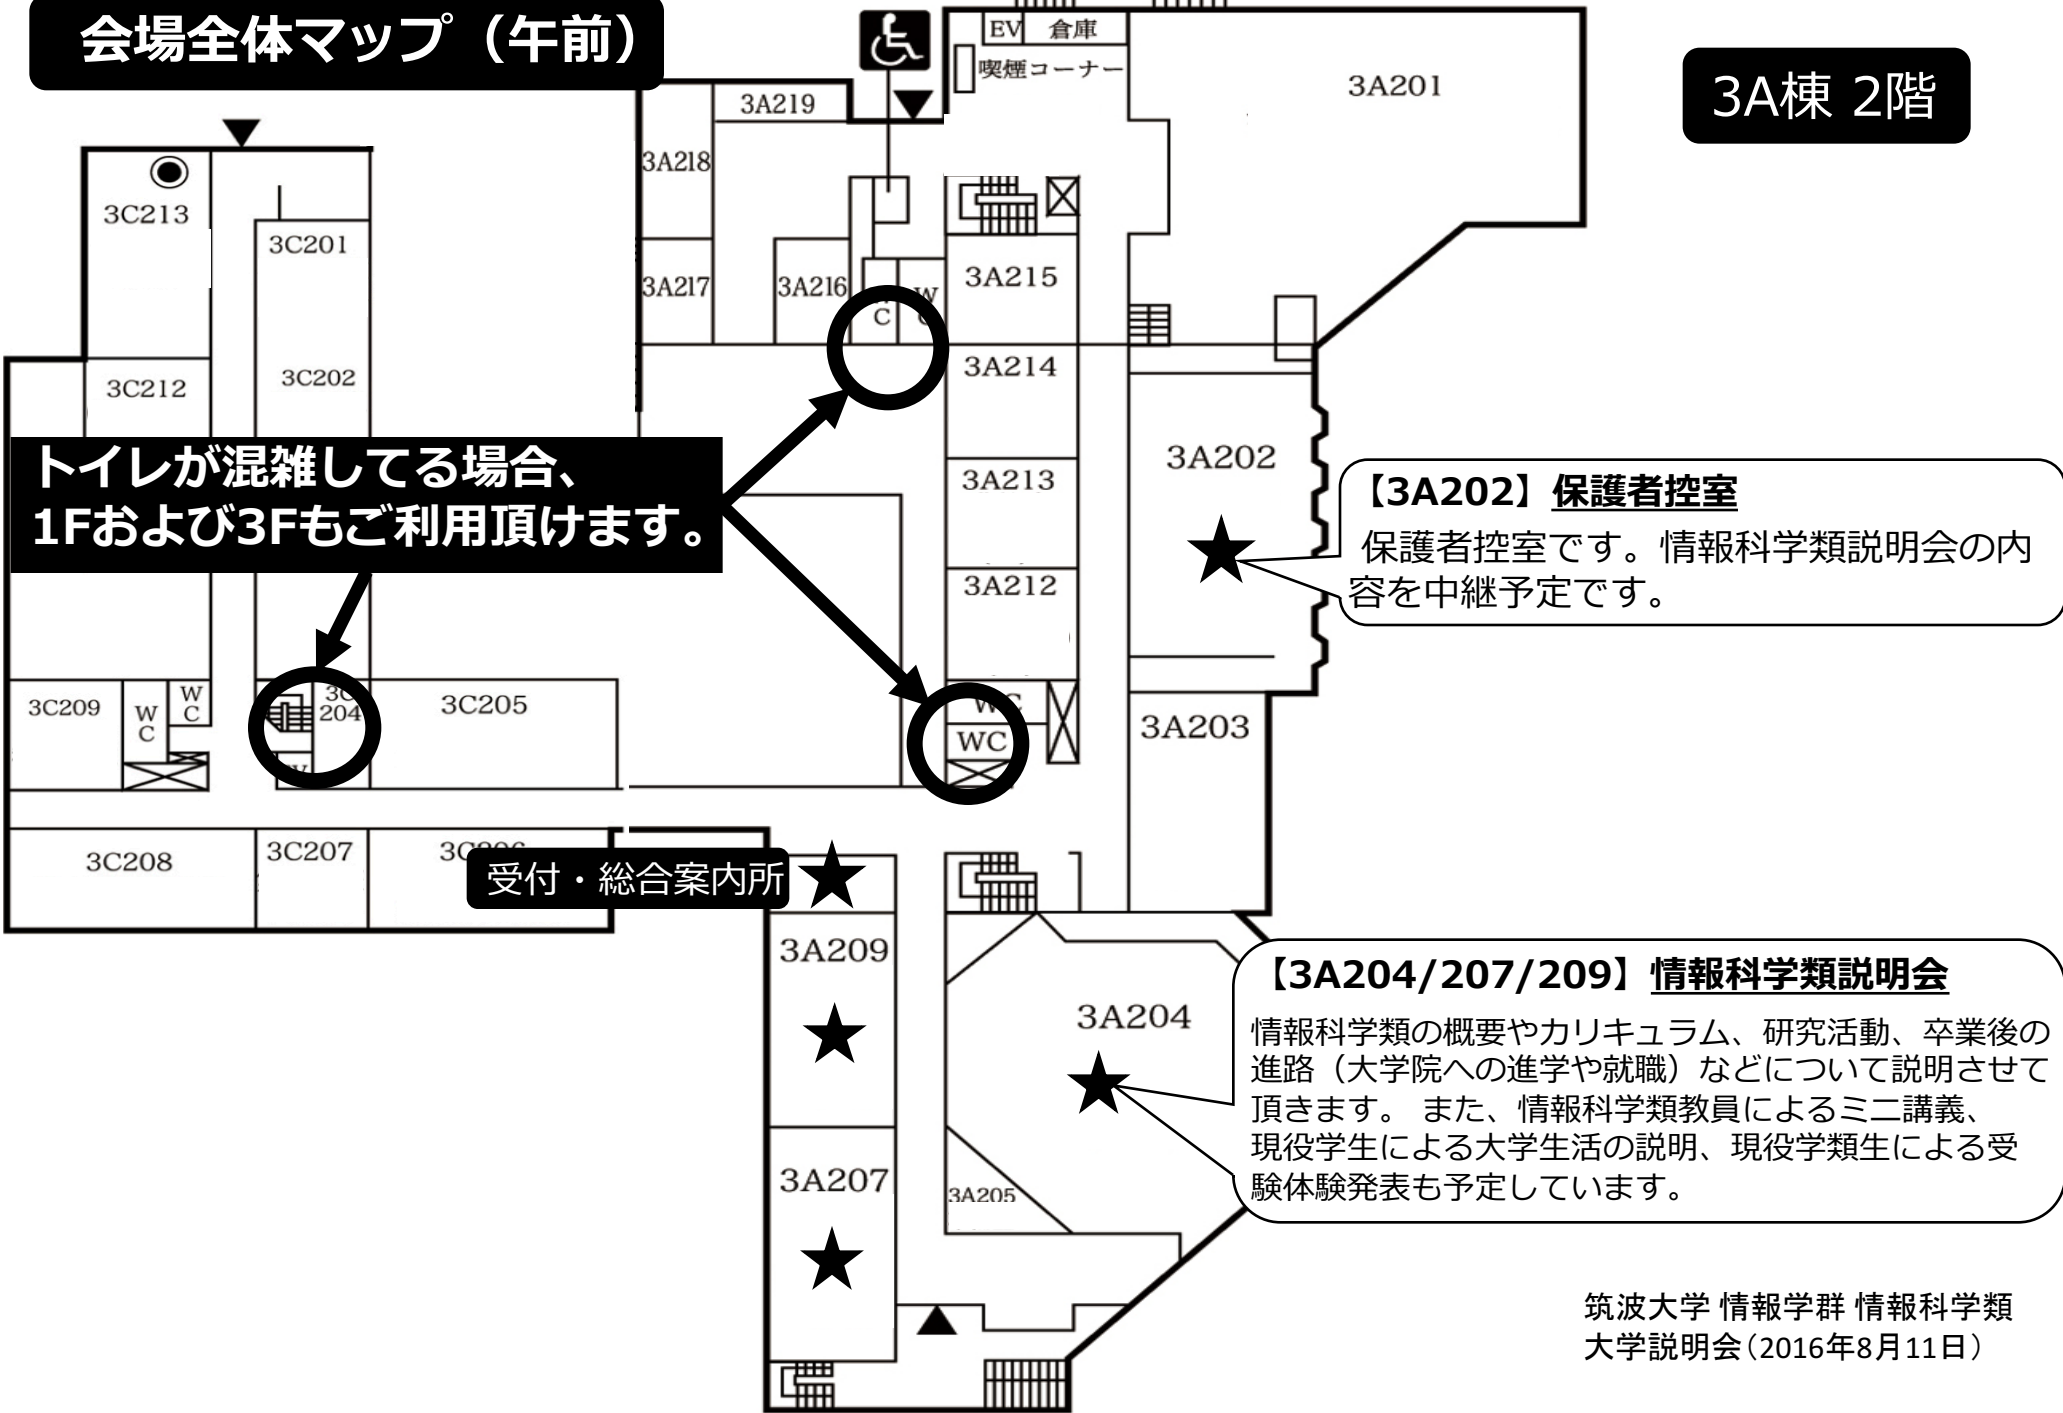 会場全体マップ（午前）
3A棟 2階
EV
倉庫
喫煙コーナー
3A201
3A219
3A218
3A217
3A216
WC
WC
3A215
3A214
3A213
3A212
WC
WC
3A202
3A203
3C213
3C201
3C212
3C202
トイレが混雑してる場合、
1Fおよび3Fもご利用頂けます。
【3A202】保護者控室
保護者控室です。情報科学類説明会の内
容を中継予定です。
3C209
WC
WC
3C
204
3C205
3C208
3C207
受付・総合案内所
3A209
3A207
3A204
3A205
【3A204/207/209】情報科学類説明会
情報科学類の概要やカリキュラム、研究活動、卒業後の
進路（大学院への進学や就職）などについて説明させて
頂きます。 また、情報科学類教員によるミニ講義、
現役学生による大学生活の説明、現役学類生による受
験体験発表も予定しています。
筑波大学 情報学群 情報科学類
大学説明会（2016年8月11日）